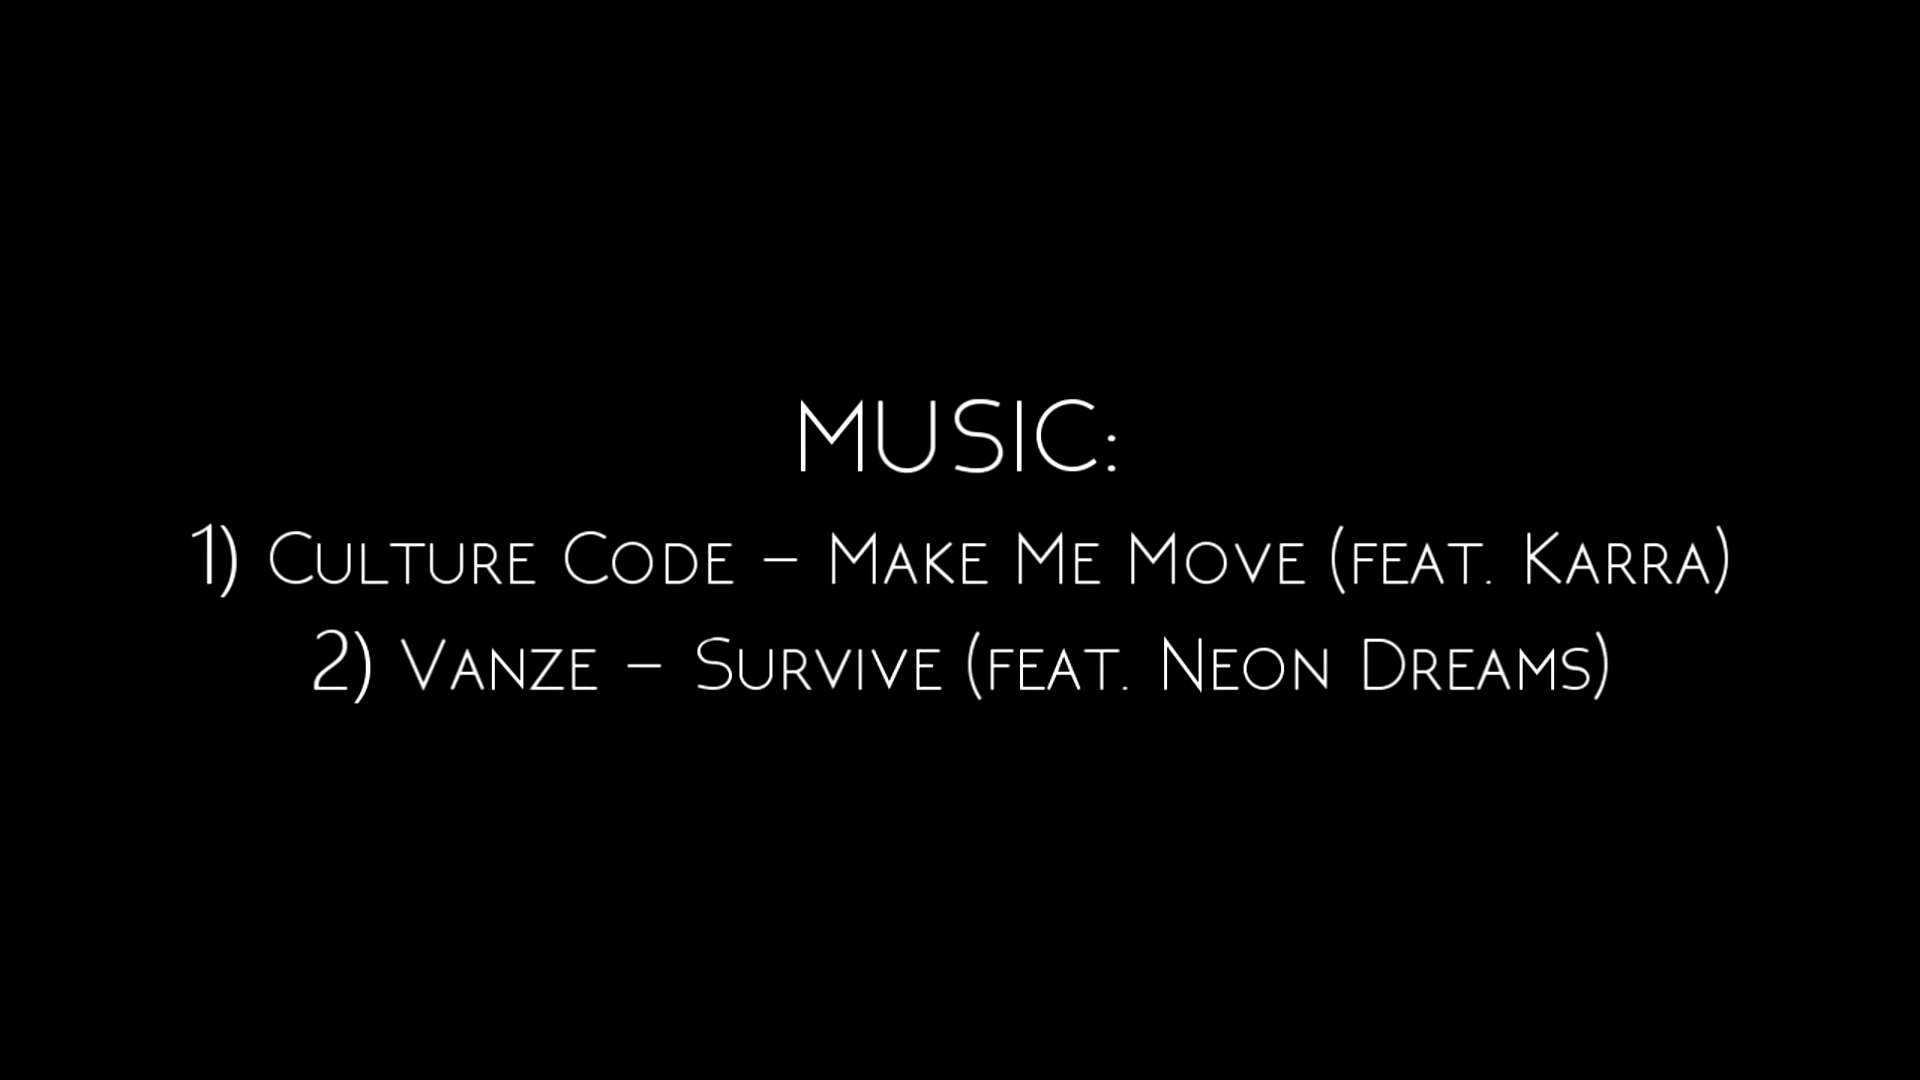 MUSIC:
1) Culture Code – Make Me Move (feat. Karra)
2) Vanze – Survive (feat. Neon Dreams)